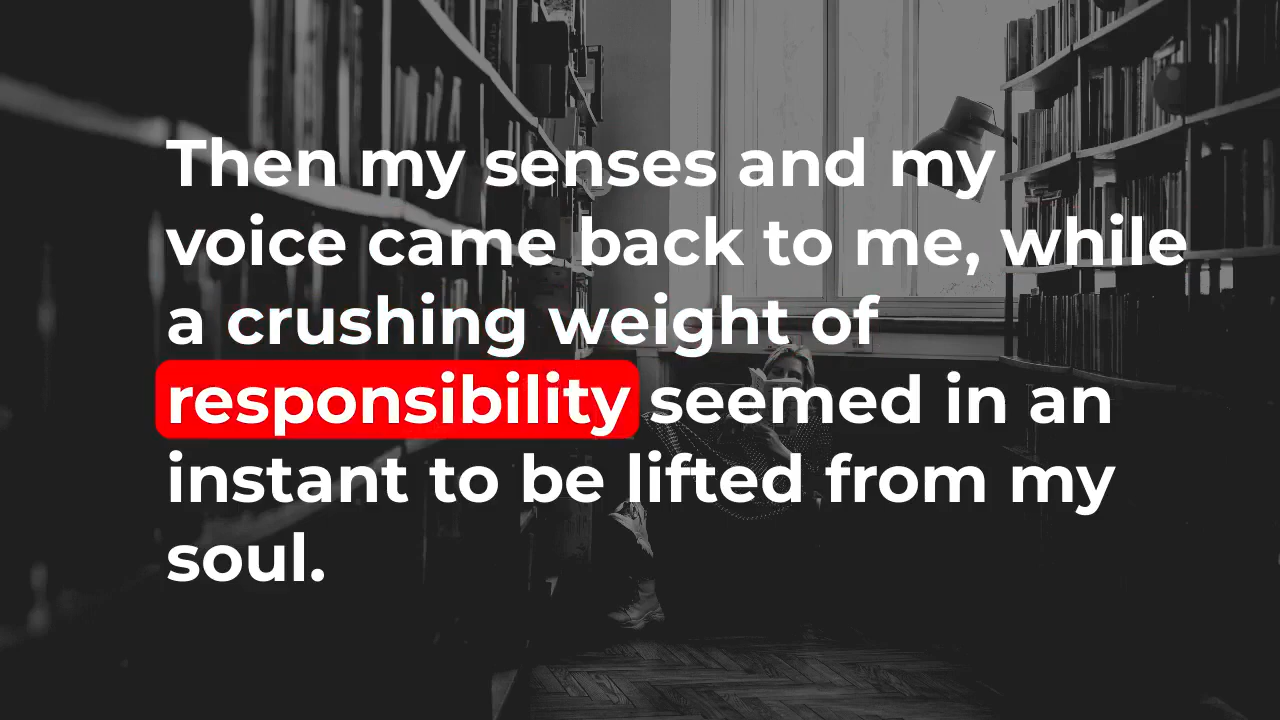 Then my senses and my
voice came back to me, while
a crushing weight of
responsibility seemed in an
instant to be lifted from my
soul.